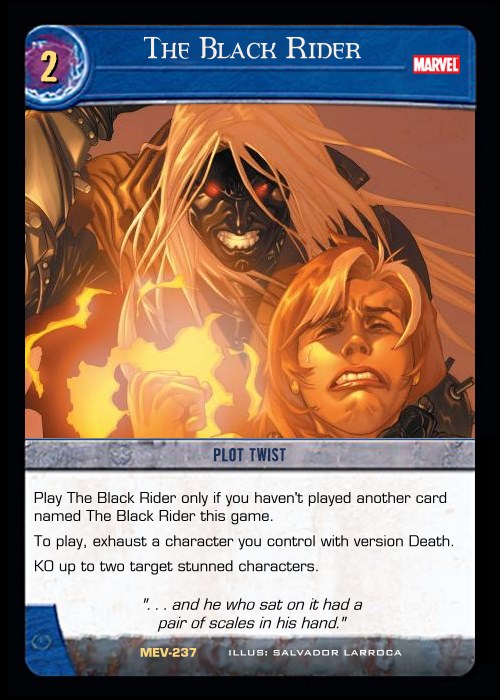 2
The Black Rider
MARVEL
PLOT TWIST
Play The Black Rider only if you haven't played another card
named The Black Rider this game.
To play, exhaust a character you control with version Death.
KO up to two target stunned characters.
". . . and he who sat on it had a
pair of scales in his hand."
MEV-237 ILLUS: SALVADOR LARROCA